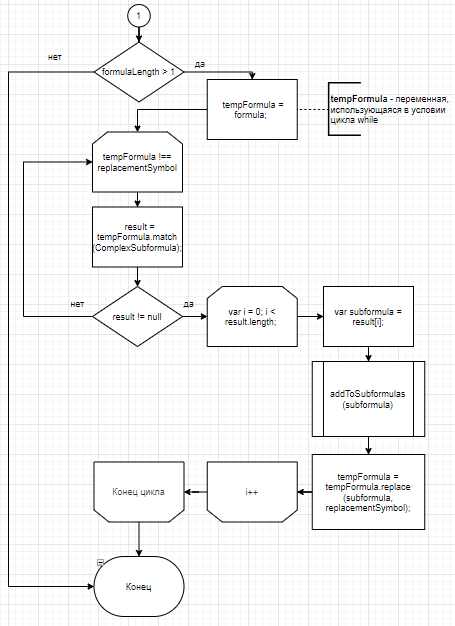 1
нет
да
formulaLength > 1
tempFormula =
formula;
tempFormula - переменная,
использующаяся в условии
цикла while
tempFormula !==
replacementSymbol
result =
tempFormula.match
(ComplexSubformula);
нет
да
result != null
var i = 0; i <
result.length;
var subformula =
result[i];
addToSubformulas
(subformula)
tempFormula =
tempFormula.replace
(subformula,
replacementSymbol);
i++
Конец цикла
Конец